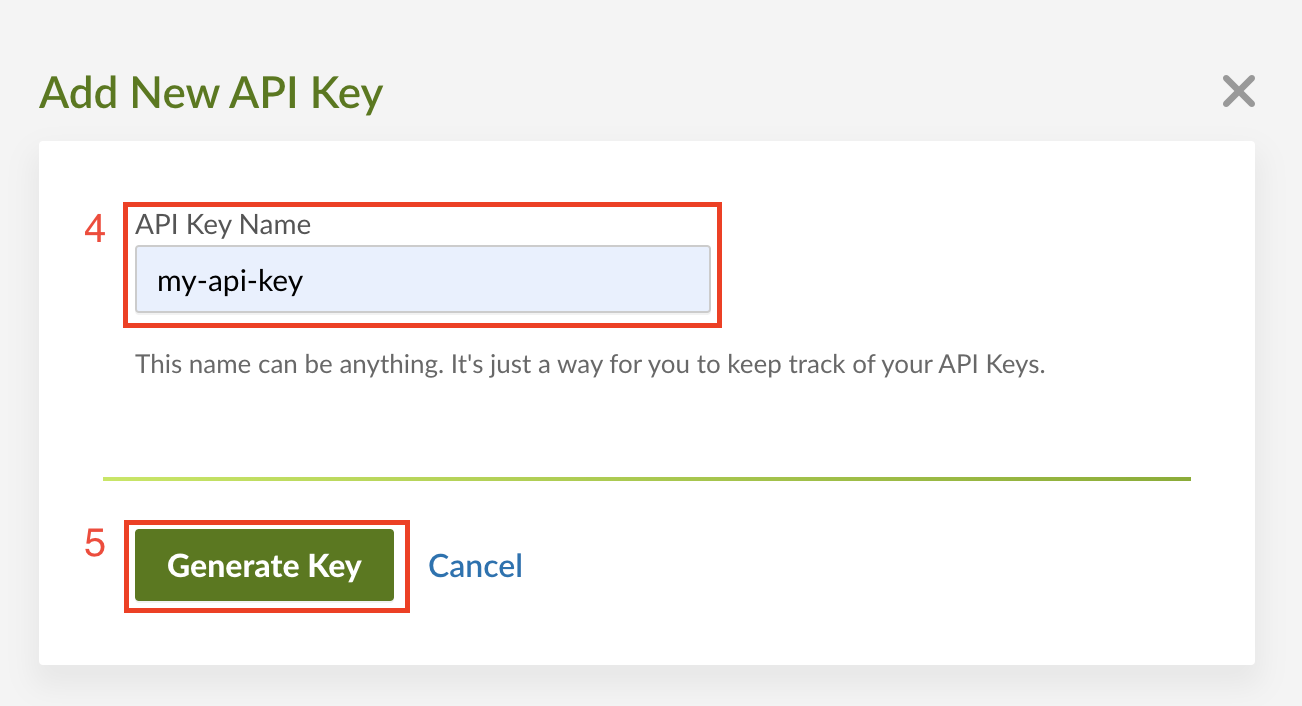 Add New API Key
4
API Key Name
my-api-key
This name can be anything. It's just a way for you to keep track of your API Keys.
5
Generate Key Cancel